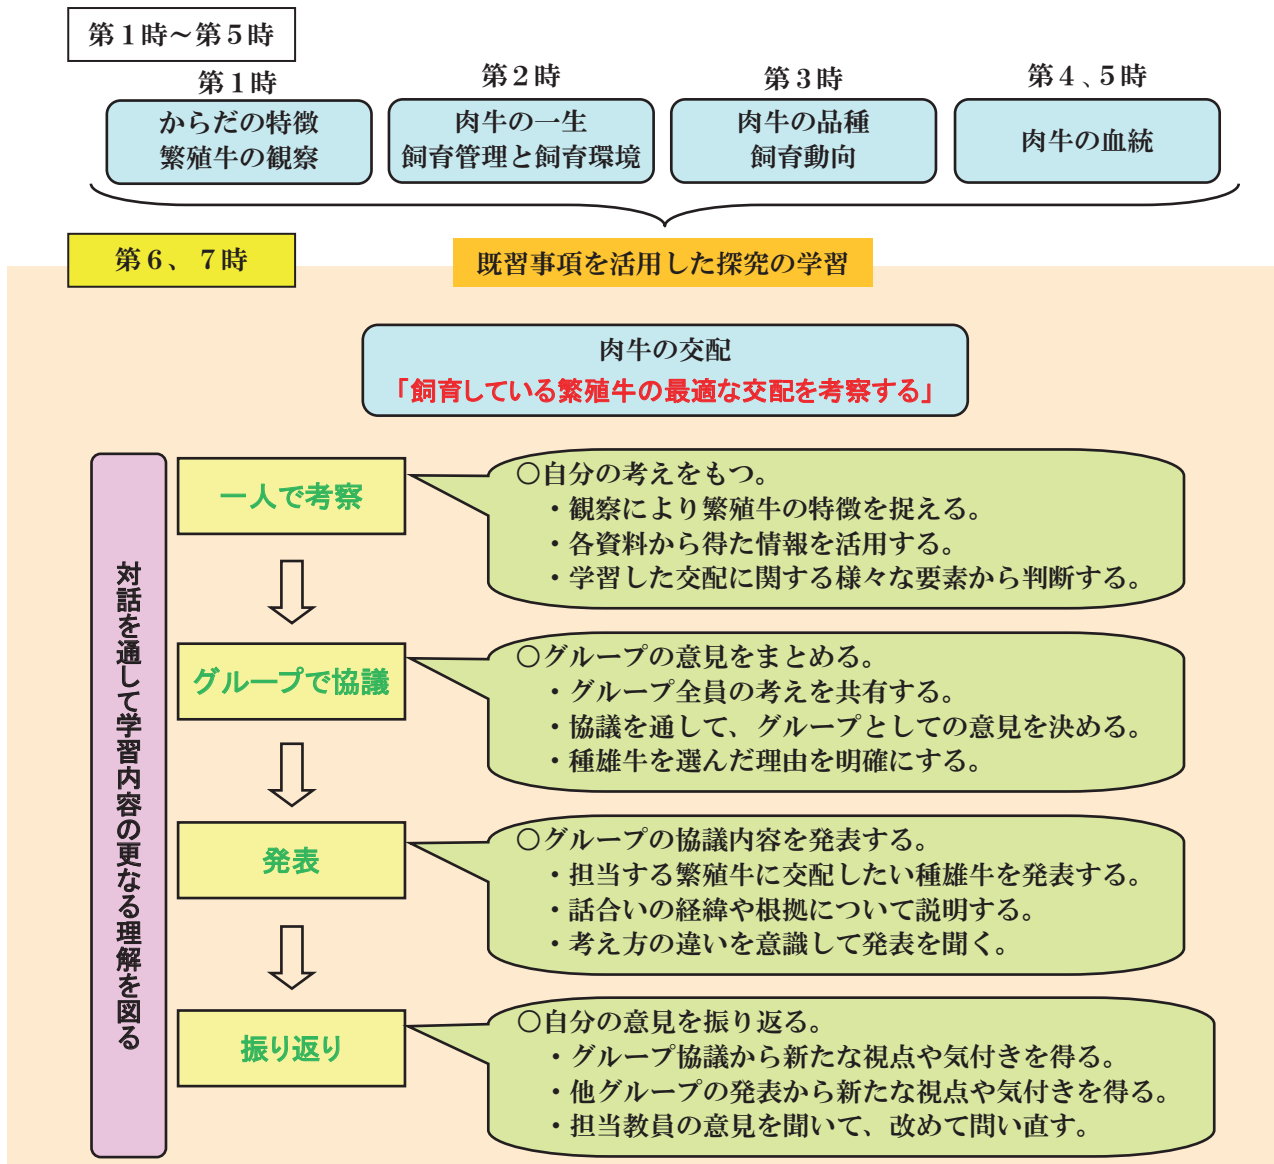 第1時～第5時
第1時
第2時
第3時
第4、5時
からだの特徴
繁殖牛の観察
肉牛の一生
飼育管理と飼育環境
肉牛の品種
飼育動向
肉牛の血統
第6、7時
既習事項を活用した探究の学習
肉牛の交配
「飼育している繁殖牛の最適な交配を考察する」
対話を通して学習内容の更なる理解を図る
一人で考察
○自分の考えをもつ。
・観察により繁殖牛の特徴を捉える。
・各資料から得た情報を活用する。
・学習した交配に関する様々な要素から判断する。
グループで協議
○グループの意見をまとめる。
・グループ全員の考えを共有する。
・協議を通して、グループとしての意見を決める。
・種雄牛を選んだ理由を明確にする。
発表
○グループの協議内容を発表する。
・担当する繁殖牛に交配したい種雄牛を発表する。
・話合いの経緯や根拠について説明する。
・考え方の違いを意識して発表を聞く。
振り返り
○自分の意見を振り返る。
・グループ協議から新たな視点や気付きを得る。
・他グループの発表から新たな視点や気付きを得る。
・担当教員の意見を聞いて、改めて問い直す。